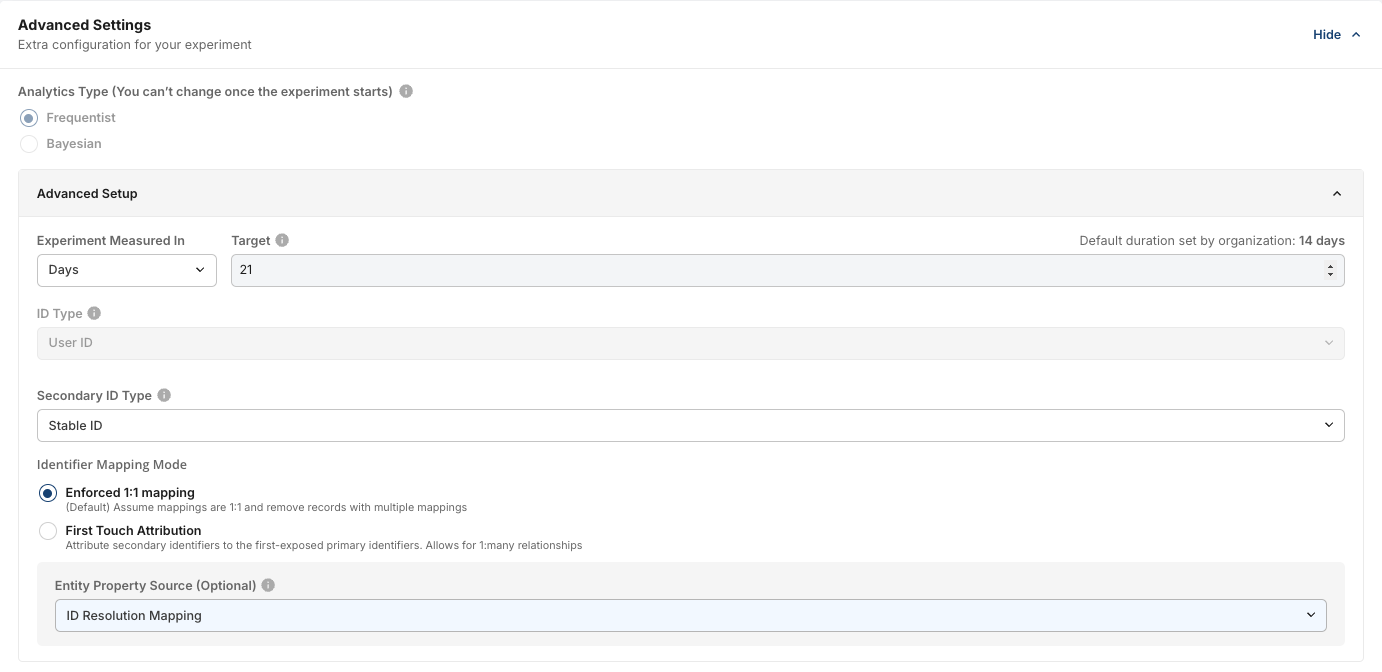 Advanced Settings
Extra configuration for your experiment
Hide
Analytics Type (You can’t change once the experiment starts)
Frequentist
Bayesian
Advanced Setup
Experiment Measured In
Target
Default duration set by organization: 14 days
Days
21
ID Type
User ID
Secondary ID Type
Stable ID
Identifier Mapping Mode
Enforced 1:1 mapping
(Default) Assume mappings are 1:1 and remove records with multiple mappings
First Touch Attribution
Attribute secondary identifiers to the first-exposed primary identifiers. Allows for 1:many relationships
Entity Property Source (Optional)
ID Resolution Mapping